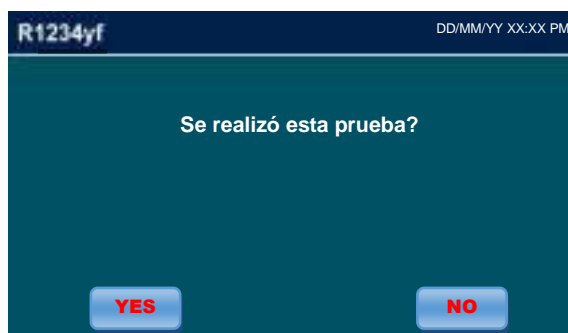 R1234yf
DD/MM/YY XX:XX PM
Se realizó esta prueba?
YES
NO